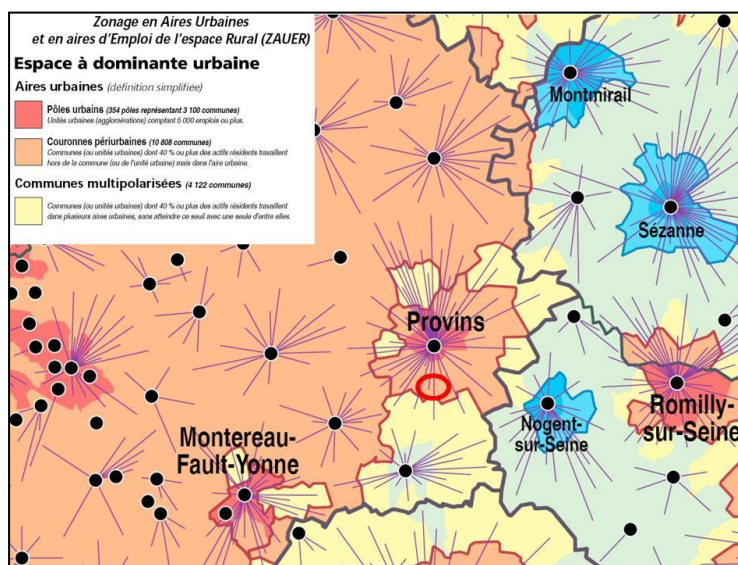 Zonage en Aires Urbaines
et en aires d'Emploi de l'espace Rural (ZAUER)
Espace à dominante urbaine
Aires urbaines (définition simplifiée)
Pôles urbains (354 pôles représentant 3 100 communes)
Unités urbaines (agglomérations) comptant 5 000 emplois ou plus.
Couronnes périurbaines (10 808 communes)
Communes (ou unités urbaines) dont 40 % ou plus des actifs résidents travaillent
hors de la commune (ou de l'unité urbaine) mais dans l'aire urbaine.
Communes multipolarisées (4 122 communes)
Communes (ou unités urbaines) dont 40 % ou plus des actifs résidents travaillent
dans plusieurs aires urbaines, sans atteindre ce seuil avec une seule d'entre elles.
Montmirail
Sézanne
Provins
Nogent-
sur-Seine
Romilly-
sur-Seine
Montereau-
Fault-Yonne